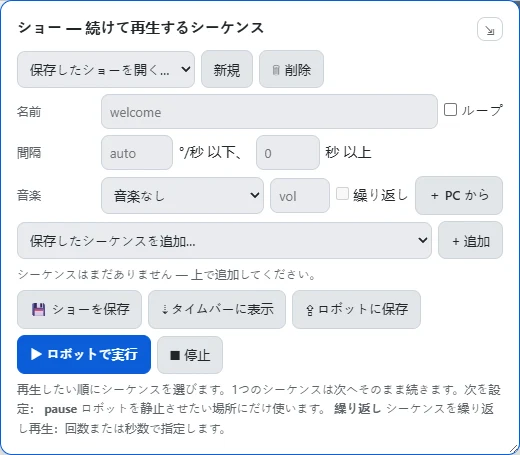 ショー — 続けて再生するシーケンス
保存したショーを開く... 新規 削除
名前 welcome ループ
間隔 auto °/秒 以下、 0 秒 以上
音楽 音楽なし vol 繰り返し + PC から
保存したシーケンスを追加... + 追加
シーケンスはまだありません — 上で追加してください。
ショーを保存 ⇣タイムバーに表示 ⇪ロボットに保存
▶ ロボットで実行 ■ 停止
再生したい順にシーケンスを選びます。1つのシーケンスは次へそのまま続きます。次を設
定: pause ロボットを静止させたい場所にだけ使います。 繰り返し シーケンスを繰り返
し再生: 回数または秒数で指定します。